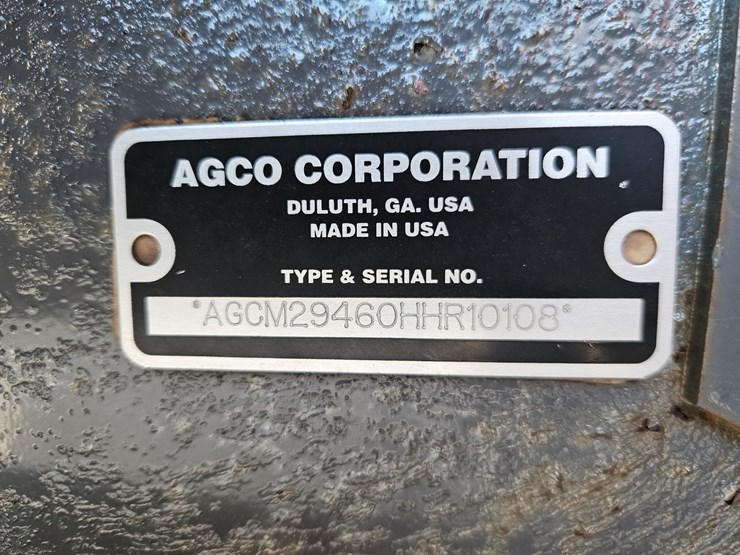 AGCO CORPORATION
DULUTH, GA. USA
MADE IN USA
TYPE & SERIAL NO.
*AGCM29460HHR10108*